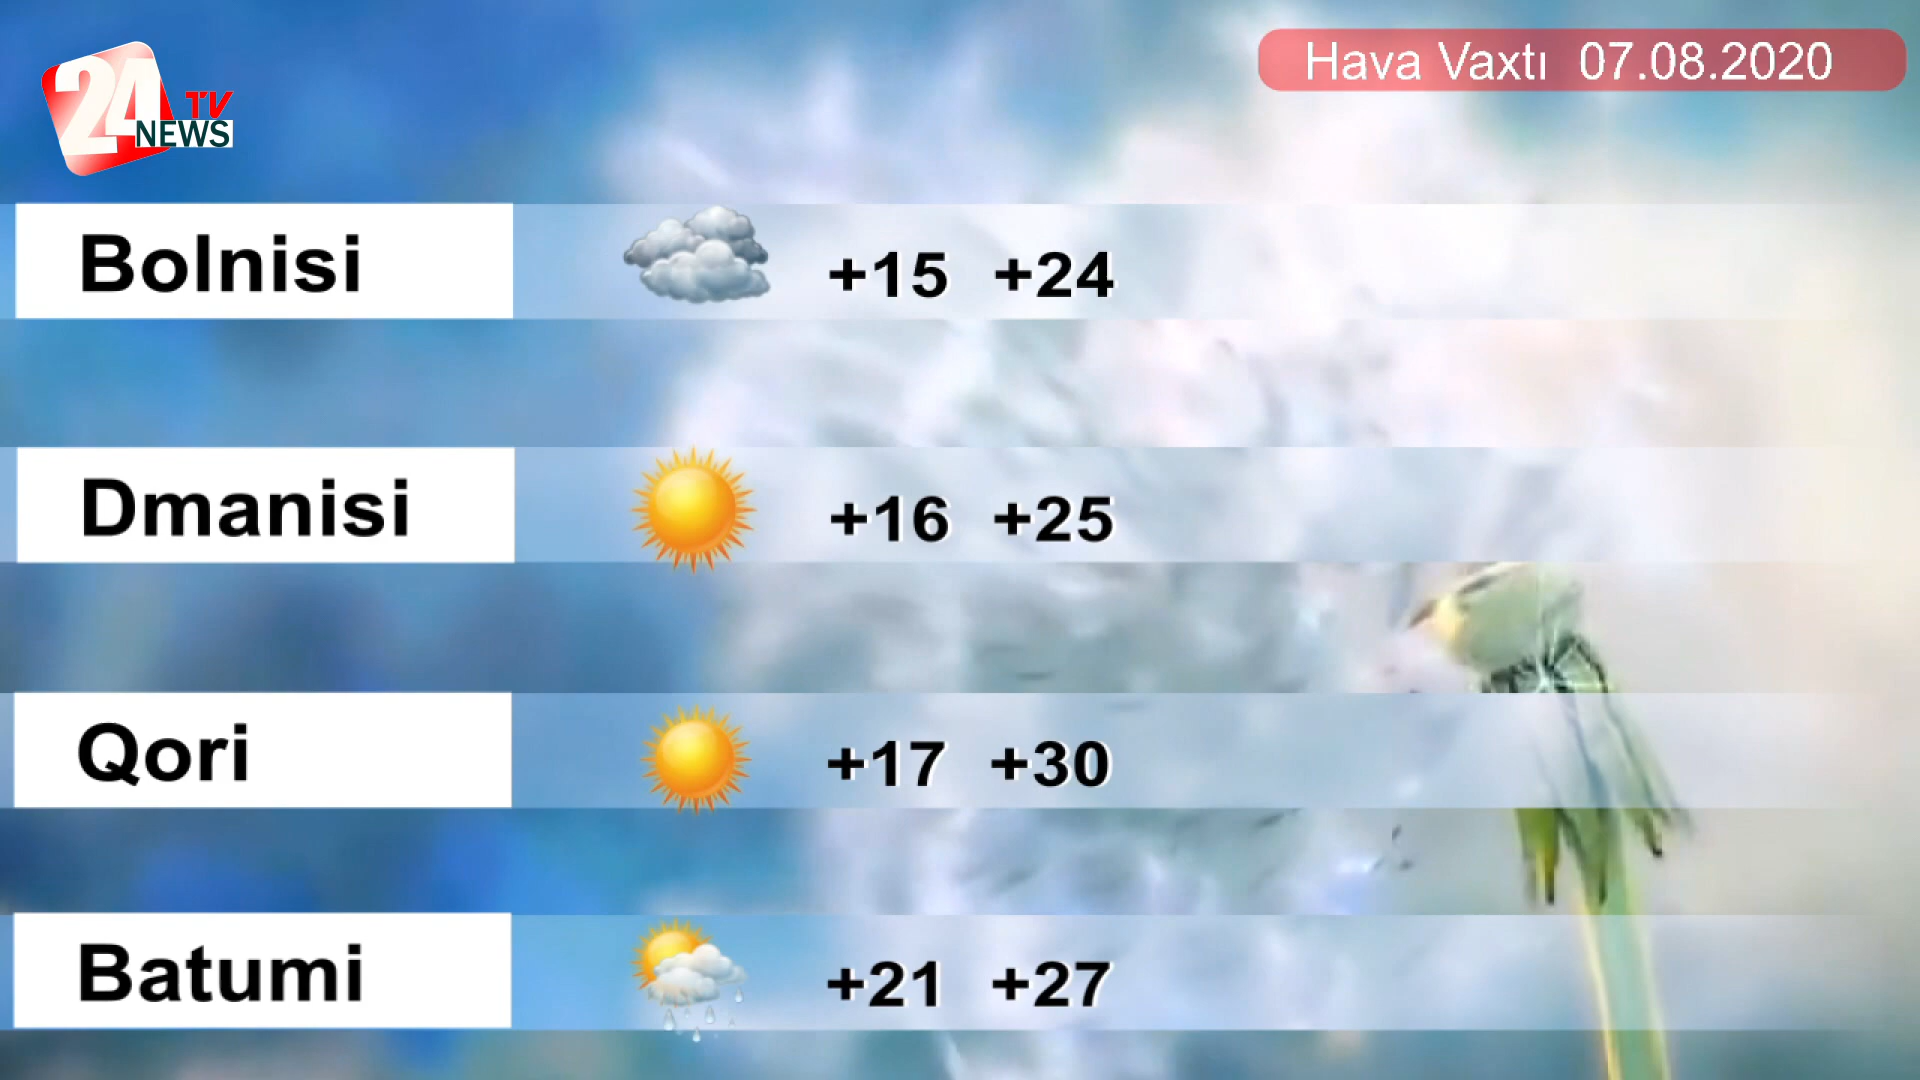 24
TV
NEWS
Hava Vaxtı 07.08.2020
Bolnisi +15 +24
Dmanisi +16 +25
Qori +17 +30
Batumi +21 +27